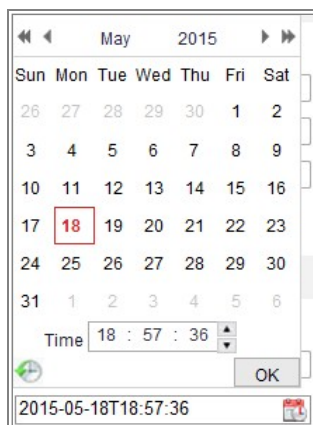 May 2015
Sun Mon Tue Wed Thu Fri Sat
26 27 28 29 30 1 2
3 4 5 6 7 8 9
10 11 12 13 14 15 16
17 18 19 20 21 22 23
24 25 26 27 28 29 30
31 1 2 3 4 5 6
Time 18 : 57 : 36
OK
2015-05-18T18:57:36